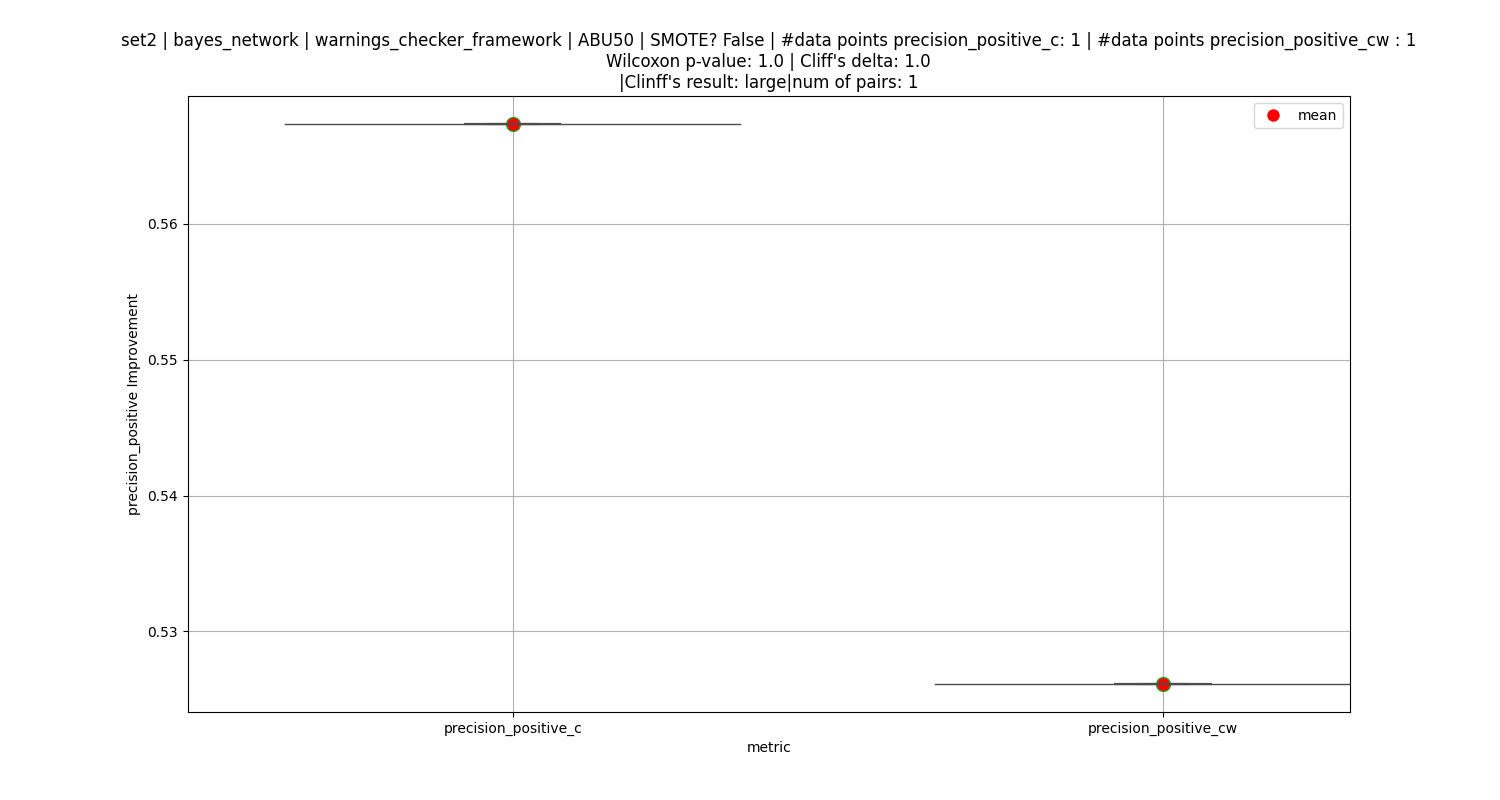 set2 | bayes_network | warnings_checker_framework | ABU50 | SMOTE? False | #data points precision_positive_c: 1 | #data points precision_positive_cw : 1
Wilcoxon p-value: 1.0 | Cliff's delta: 1.0
|Clinff's result: large|num of pairs: 1
mean
0.56
0.55
0.54
0.53
precision_positive Improvement
precision_positive_c
precision_positive_cw
metric